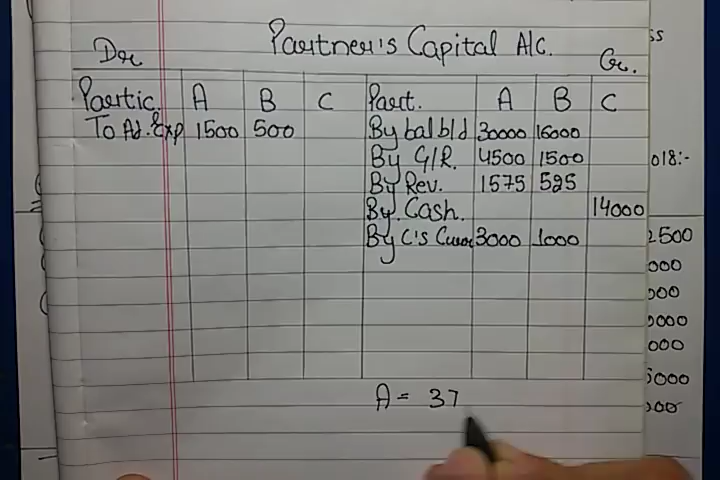 Partner's Capital A/C.
Dr Cr.
Partic. A B C Part. A B C
To Ad. Exp 1500 500 By bal b/d 30000 16000
By G/R. 4500 1500
By Rev. 1575 525
By Cash. 14000
By C's Curr 3000 1000
A = 37
ss
018:-
2500
000
000
0000
000
5000
000